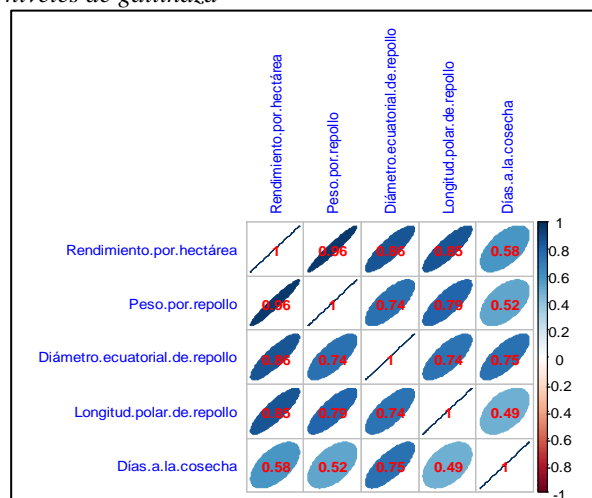 niveles de gallinaza
Rendimiento.por.hectárea
Peso.por.repollo
Diámetro.ecuatorial.de.repollo
Longitud.polar.de.repollo
Días.a.la.cosecha
Rendimiento.por.hectárea 1 0.96 0.86 0.85 0.58
Peso.por.repollo 0.96 1 0.74 0.79 0.52
Diámetro.ecuatorial.de.repollo 0.86 0.74 1 0.74 0.75
Longitud.polar.de.repollo 0.85 0.79 0.74 1 0.49
Días.a.la.cosecha 0.58 0.52 0.75 0.49 1
1
0.8
0.6
0.4
0.2
0
-0.2
-0.4
-0.6
-0.8
-1